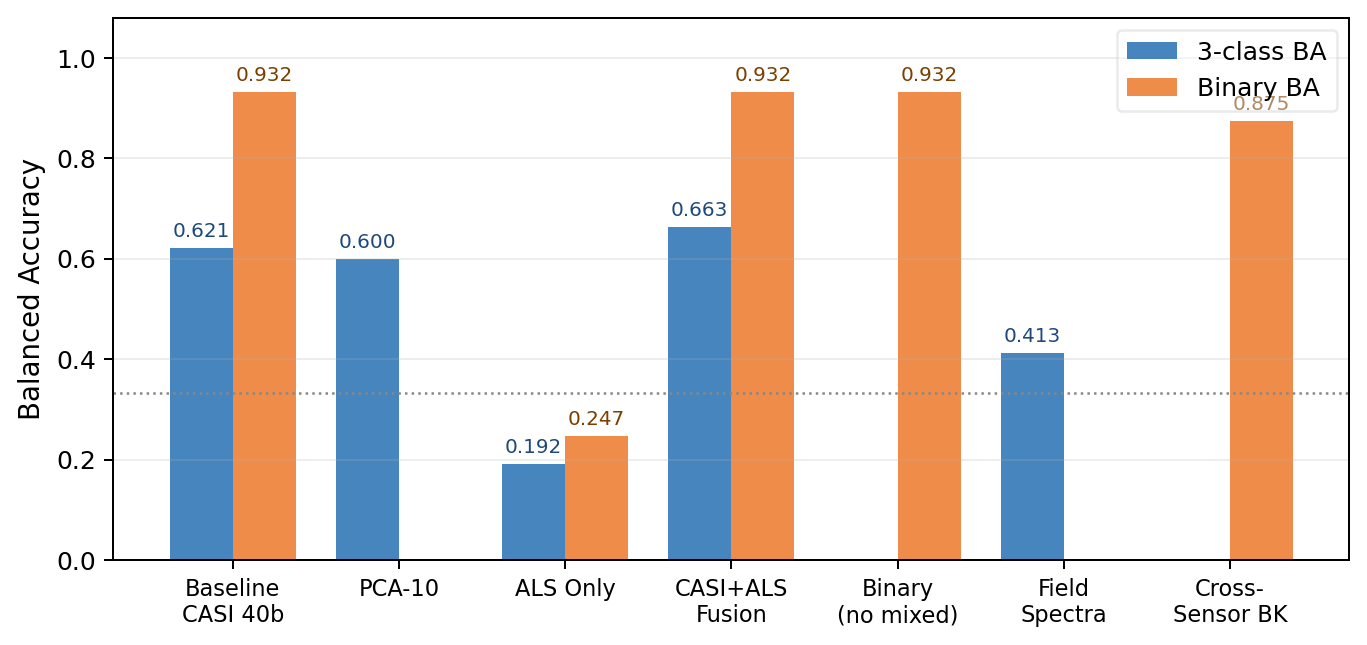 1.0
0.8
0.6
0.4
0.2
0.0
Balanced Accuracy
3-class BA
Binary BA
0.621
0.932
0.600
0.192
0.247
0.663
0.932
0.932
0.413
0.875
Baseline
CASI 40b
PCA-10
ALS Only
CASI+ALS
Fusion
Binary
(no mixed)
Field
Spectra
Cross-
Sensor BK